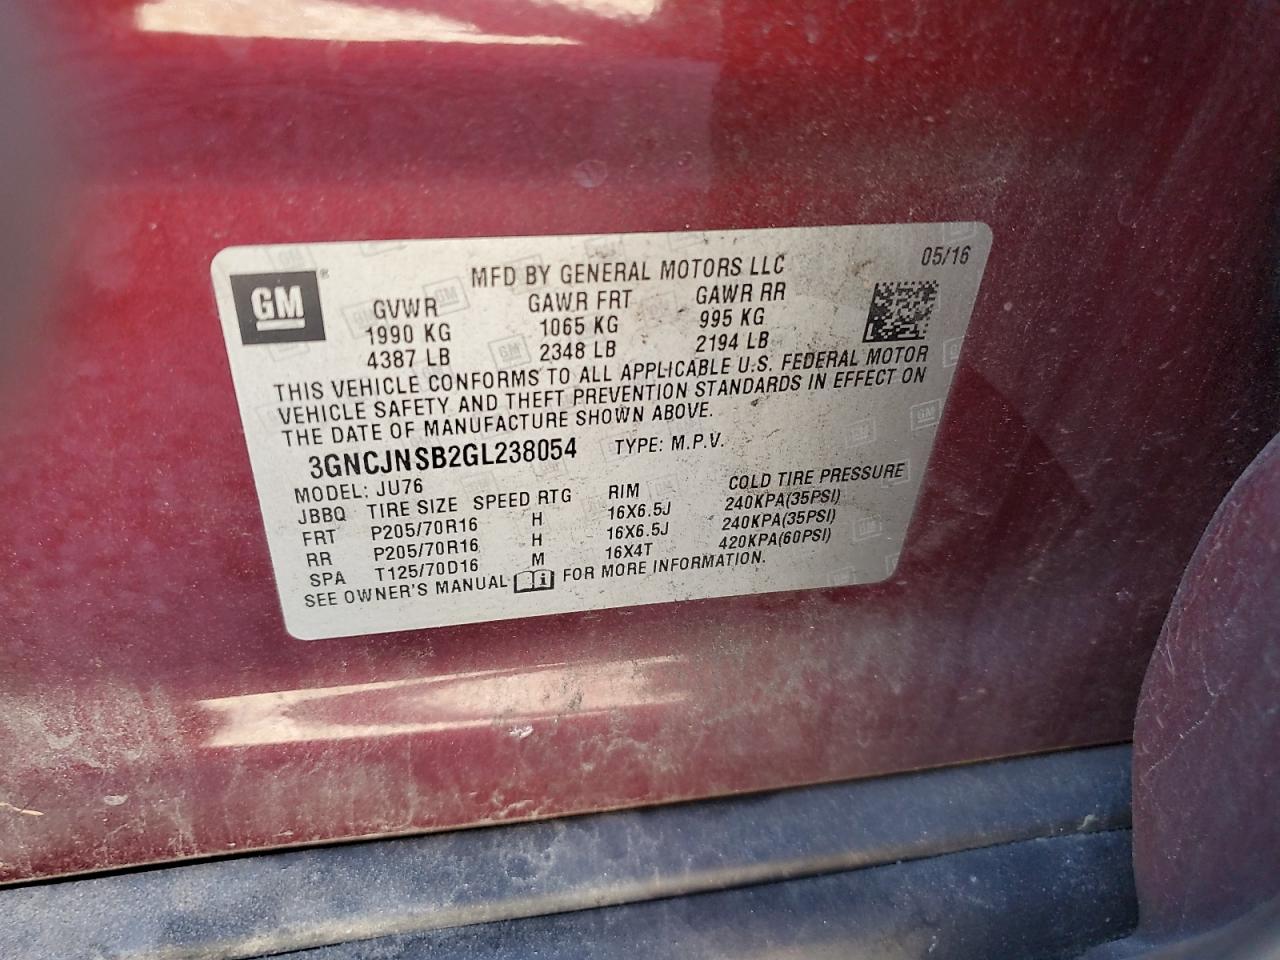 GM
MFD BY GENERAL MOTORS LLC 05/16
GVWR GAWR FRT GAWR RR
1990 KG 1065 KG 995 KG
4387 LB 2348 LB 2194 LB
THIS VEHICLE CONFORMS TO ALL APPLICABLE U.S. FEDERAL MOTOR
VEHICLE SAFETY AND THEFT PREVENTION STANDARDS IN EFFECT ON
THE DATE OF MANUFACTURE SHOWN ABOVE.
3GNCJNSB2GL238054 TYPE: M.P.V.
MODEL: JU76
JBBQ TIRE SIZE SPEED RTG RIM COLD TIRE PRESSURE
FRT P205/70R16 H 16X6.5J 240KPA(35PSI)
RR P205/70R16 H 16X6.5J 240KPA(35PSI)
SPA T125/70D16 M 16X4T 420KPA(60PSI)
SEE OWNER'S MANUAL FOR MORE INFORMATION.